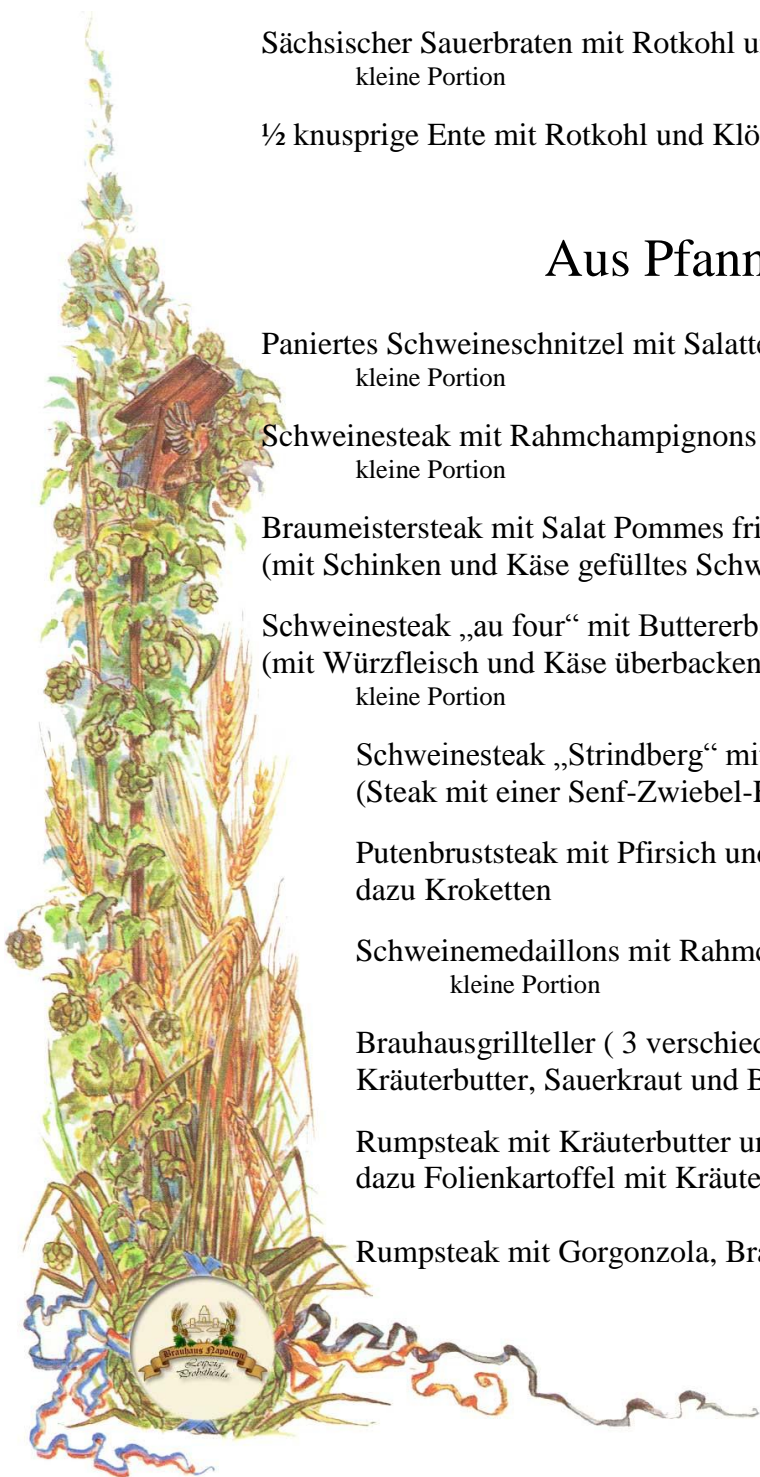 Sächsischer Sauerbraten mit Rotkohl u
kleine Portion
½ knusprige Ente mit Rotkohl und Klö
Aus Pfann
Paniertes Schweineschnitzel mit Salatte
kleine Portion
Schweinesteak mit Rahmchampignons
kleine Portion
Braumeistersteak mit Salat Pommes fri
(mit Schinken und Käse gefülltes Schw
Schweinesteak „au four“ mit Buttererb
(mit Würzfleisch und Käse überbacken
kleine Portion
Schweinesteak „Strindberg“ mi
(Steak mit einer Senf-Zwiebel-
Putenbruststeak mit Pfirsich und
dazu Kroketten
Schweinemedaillons mit Rahm
kleine Portion
Brauhausgrillteller ( 3 verschied
Kräuterbutter, Sauerkraut und B
Rumpsteak mit Kräuterbutter u
dazu Folienkartoffel mit Kräute
Rumpsteak mit Gorgonzola, Bra
Brauhaus Napoleon
Leipzig
Probstheida